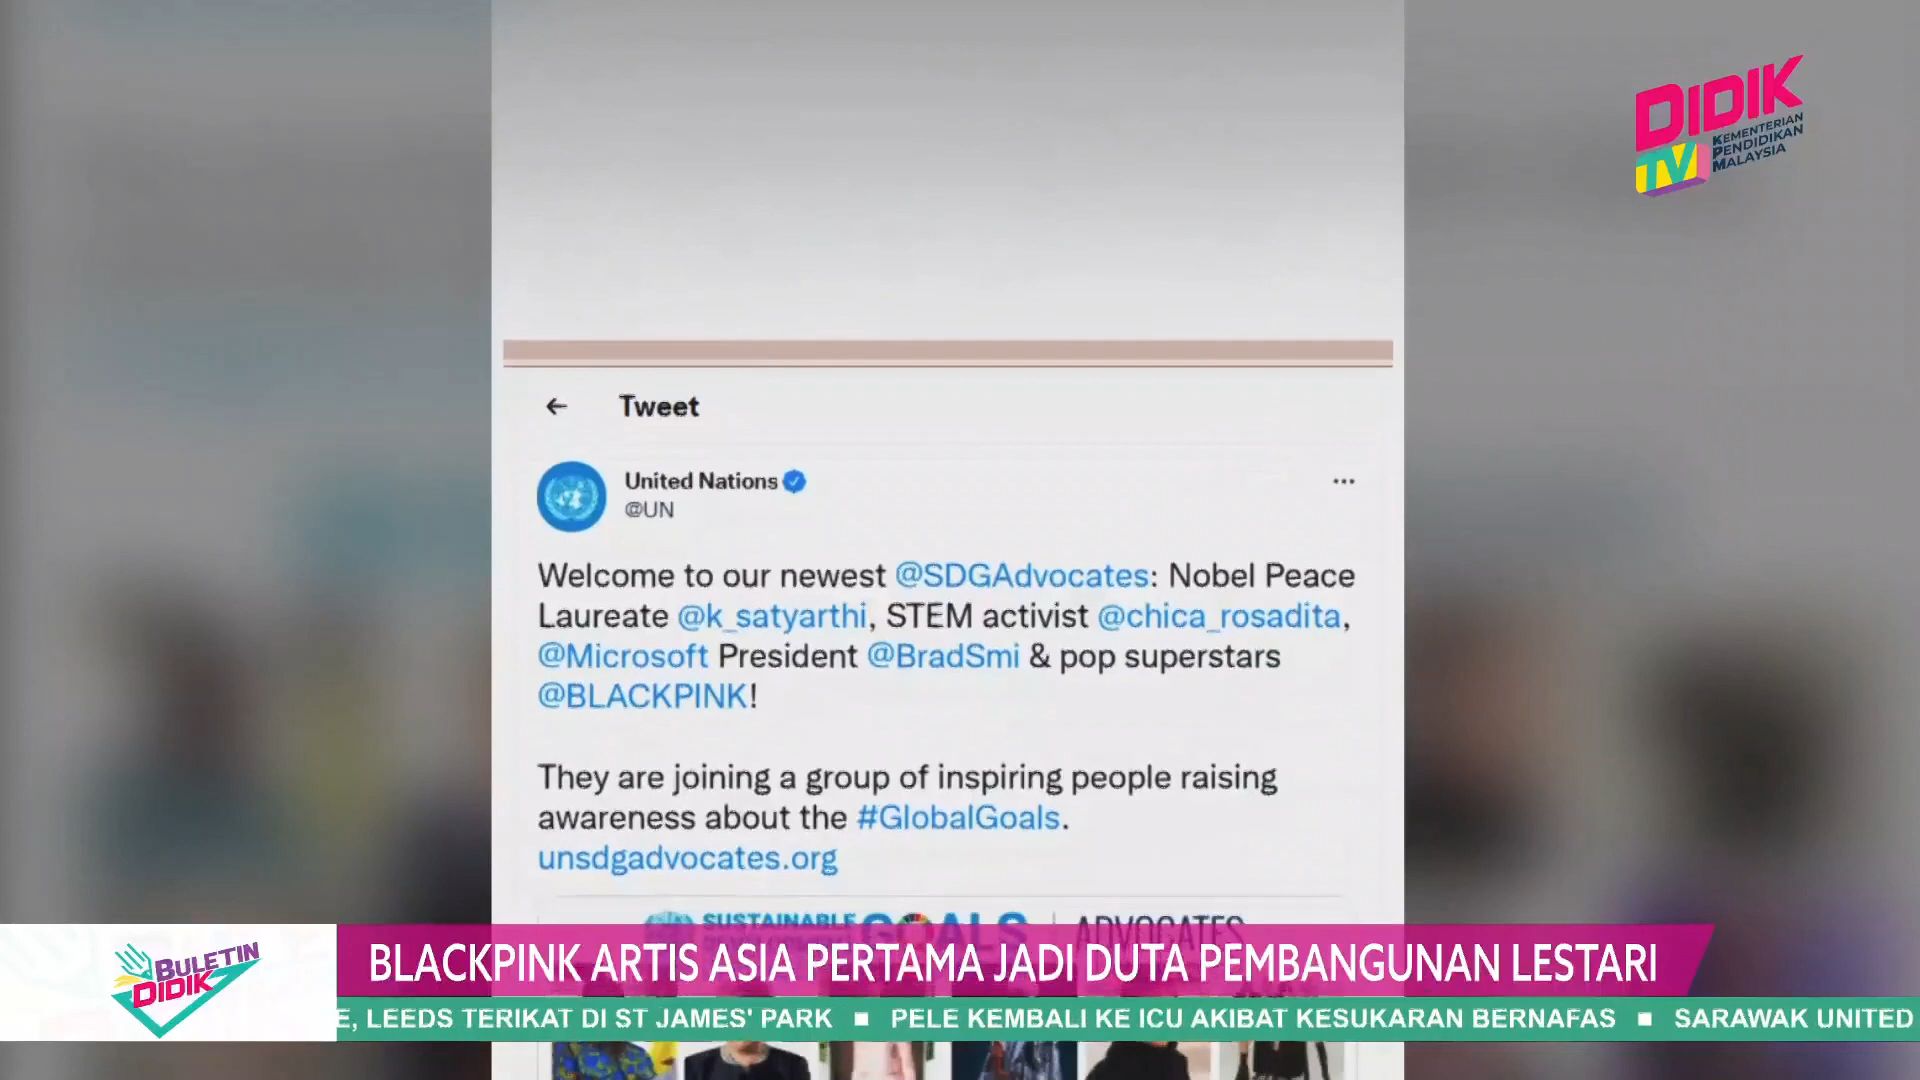 DIDIK
TV
KEMENTERIAN
PENDIDIKAN
MALAYSIA
Tweet
United Nations
@UN
Welcome to our newest @SDGAdvocates: Nobel Peace
Laureate @k_satyarthi, STEM activist @chica_rosadita,
@Microsoft President @BradSmi & pop superstars
@BLACKPINK!
They are joining a group of inspiring people raising
awareness about the #GlobalGoals.
unsdgadvocates.org
SUSTAINABLE GOALS | ADVOCATES
BULETIN
DIDIK
BLACKPINK ARTIS ASIA PERTAMA JADI DUTA PEMBANGUNAN LESTARI
E, LEEDS TERIKAT DI ST JAMES' PARK ■ PELE KEMBALI KE ICU AKIBAT KESUKARAN BERNAFAS ■ SARAWAK UNITED